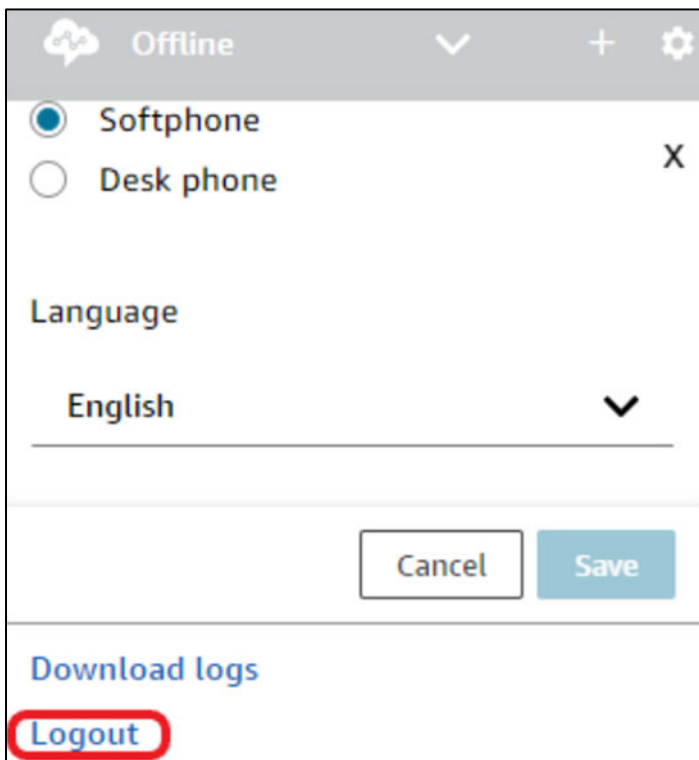 Offline
Softphone
X
Desk phone
Language
English
Cancel Save
Download logs
Logout